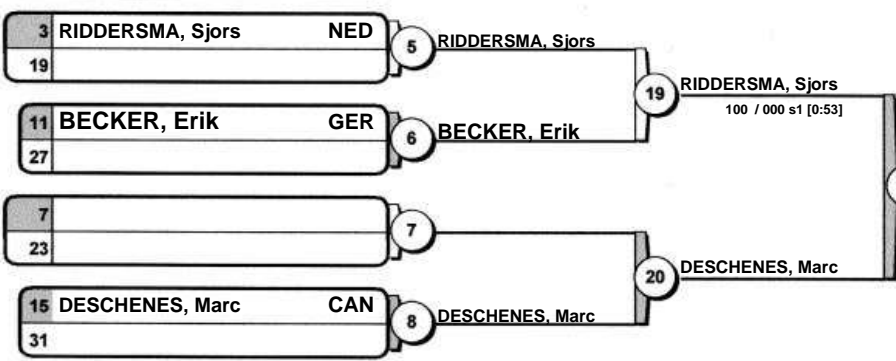 3 RIDDERSMA, Sjors NED
19
5
RIDDERSMA, Sjors
11 BECKER, Erik GER
27
6
BECKER, Erik
19
RIDDERSMA, Sjors
100 / 000 s1 [0:53]
7
23
7
15 DESCHENES, Marc CAN
31
8
DESCHENES, Marc
20
DESCHENES, Marc